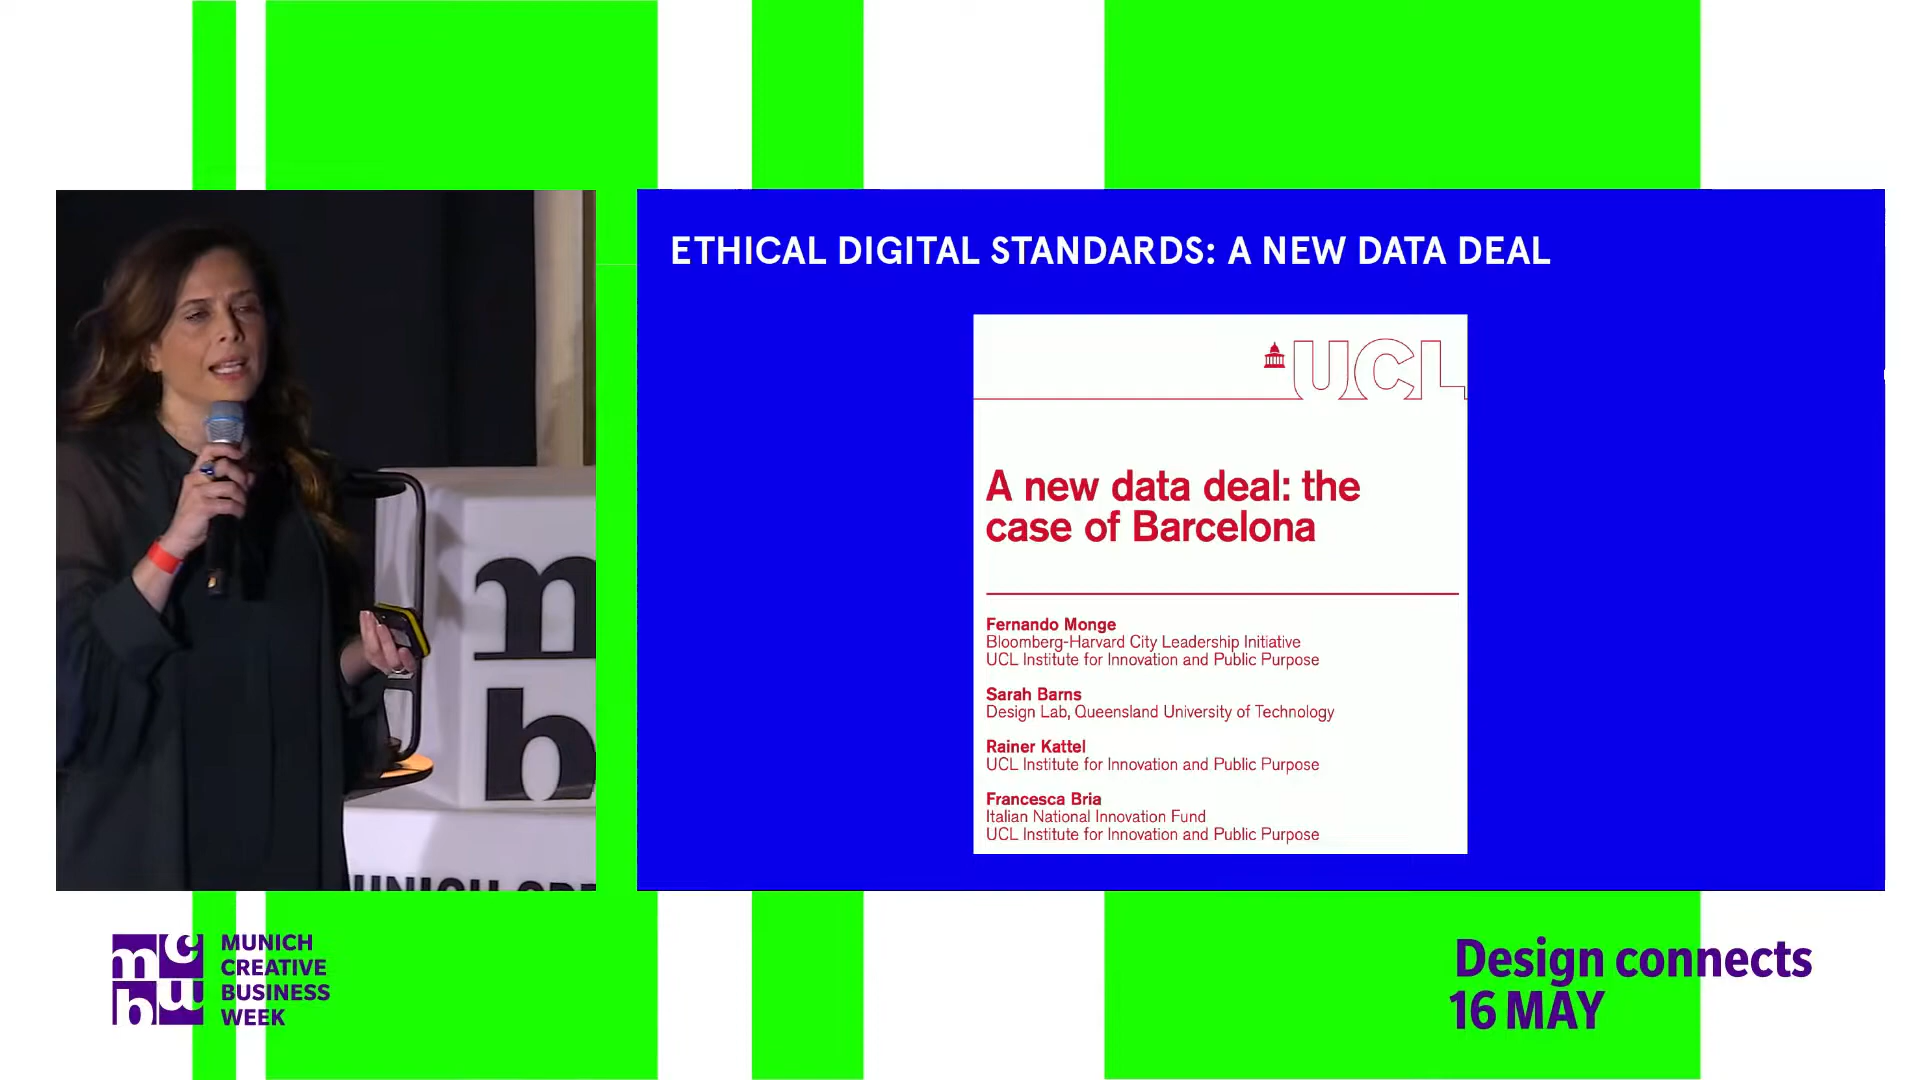 ETHICAL DIGITAL STANDARDS: A NEW DATA DEAL
UCL
A new data deal: the
case of Barcelona
Fernando Monge
Bloomberg-Harvard City Leadership Initiative
UCL Institute for Innovation and Public Purpose
Sarah Barns
Design Lab, Queensland University of Technology
Rainer Kattel
UCL Institute for Innovation and Public Purpose
Francesca Bria
Italian National Innovation Fund
UCL Institute for Innovation and Public Purpose
m
b
mc
bw
MUNICH
CREATIVE
BUSINESS
WEEK
Design connects
16 MAY